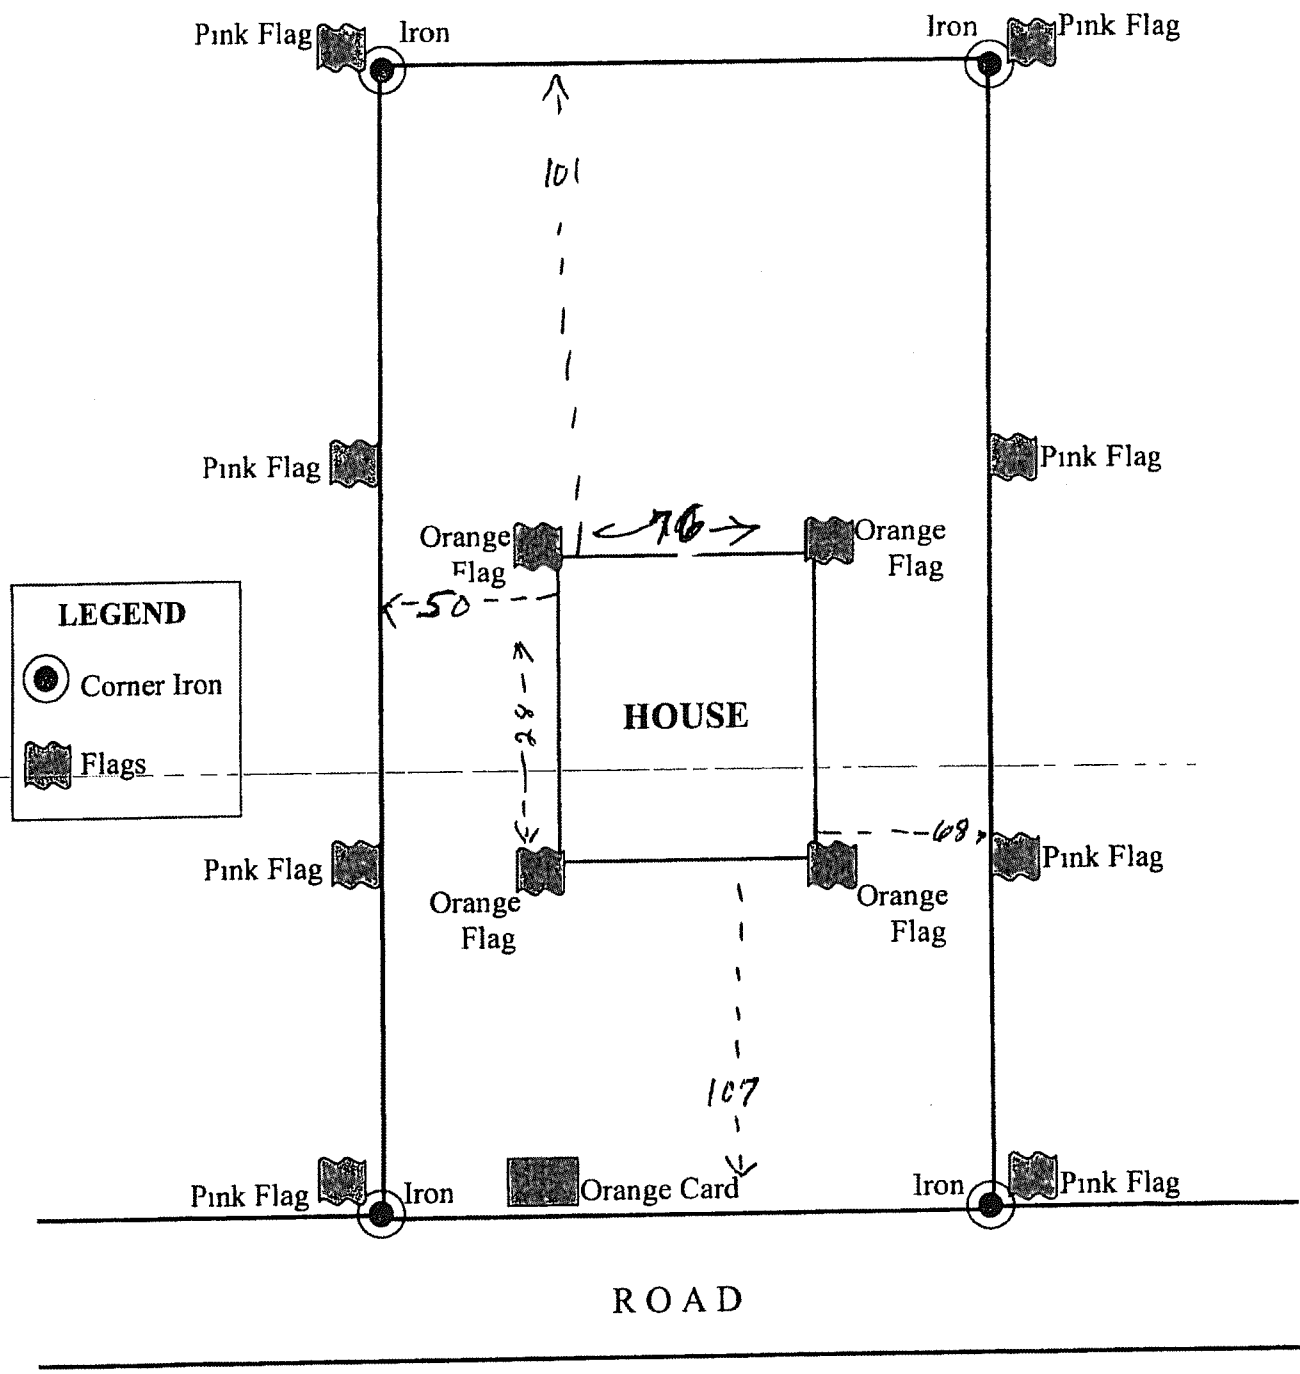 Pink Flag
Iron
Iron
Pink Flag
101
Pink Flag
Pink Flag
76
Orange
Flag
Orange
Flag
50
LEGEND
Corner Iron
Flags
28
HOUSE
68
Pink Flag
Pink Flag
Orange
Flag
Orange
Flag
107
Pink Flag
Iron
Orange Card
Iron
Pink Flag
ROAD